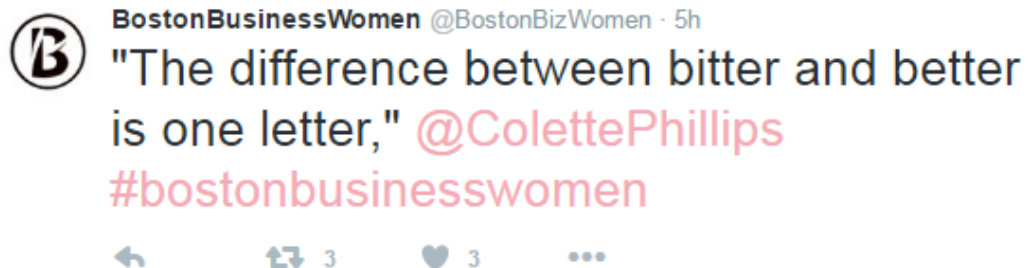 BostonBusinessWomen @BostonBizWomen · 5h
"The difference between bitter and better
is one letter," @ColettePhillips
#bostonbusinesswomen
3 3
B